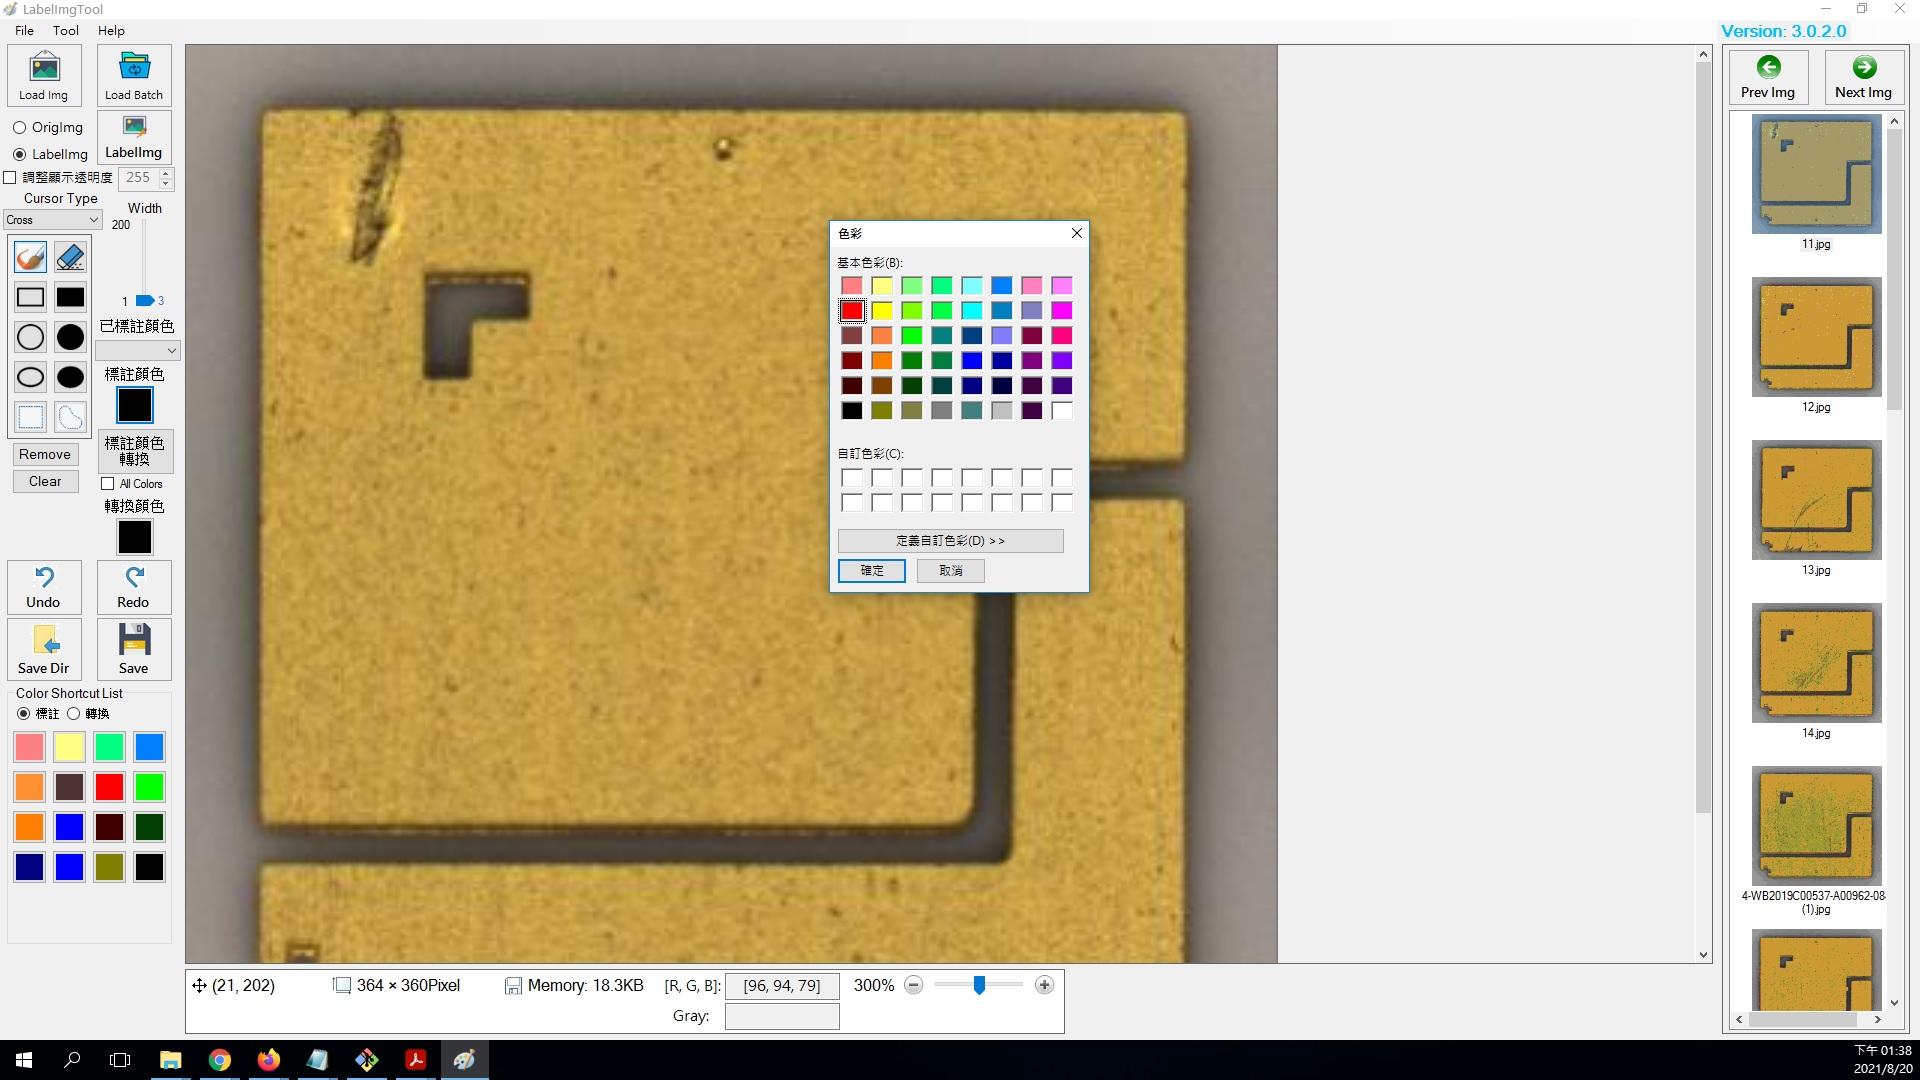 LabelImgTool
File Tool Help
Version: 3.0.2.0
Load Img
Load Batch
OrigImg
LabelImg
LabelImg
調整顯示透明度
255
Cursor Type
Cross
Width
200
1
3
已標註顏色
標註顏色
標註顏色
轉換
Remove
Clear
All Colors
轉換顏色
Undo
Redo
Save Dir
Save
Color Shortcut List
標註
轉換
色彩
基本色彩(B):
自訂色彩(C):
定義自訂色彩(D) >>
確定
取消
(21, 202)
364 × 360Pixel
Memory: 18.3KB
[R, G, B]:
[96, 94, 79]
300%
Gray:
Prev Img
Next Img
11.jpg
12.jpg
13.jpg
14.jpg
4-WB2019C00537-A00962-08
(1).jpg
下午 01:38
2021/8/20